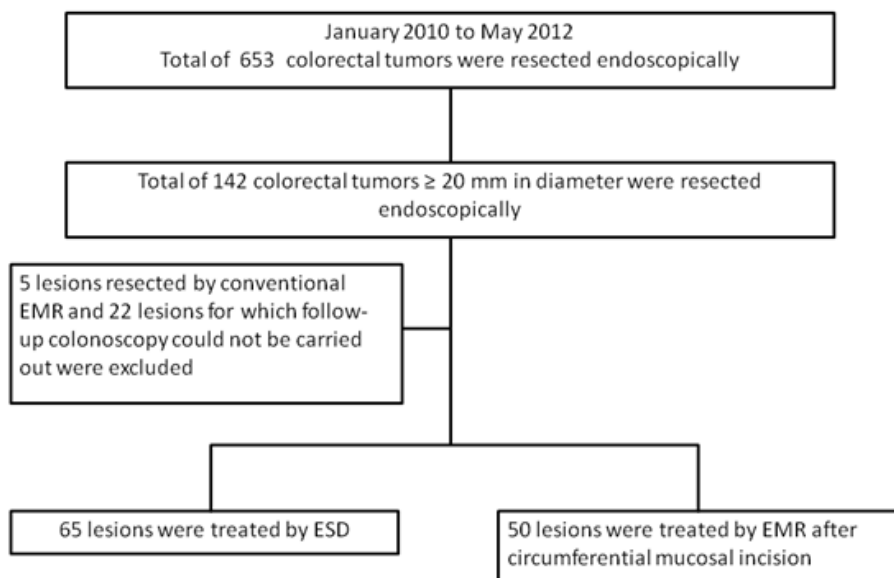 January 2010 to May 2012
Total of 653 colorectal tumors were resected endoscopically
Total of 142 colorectal tumors ≥ 20 mm in diameter were resected
endoscopically
5 lesions resected by conventional
EMR and 22 lesions for which follow-
up colonoscopy could not be carried
out were excluded
65 lesions were treated by ESD
50 lesions were treated by EMR after
circumferential mucosal incision